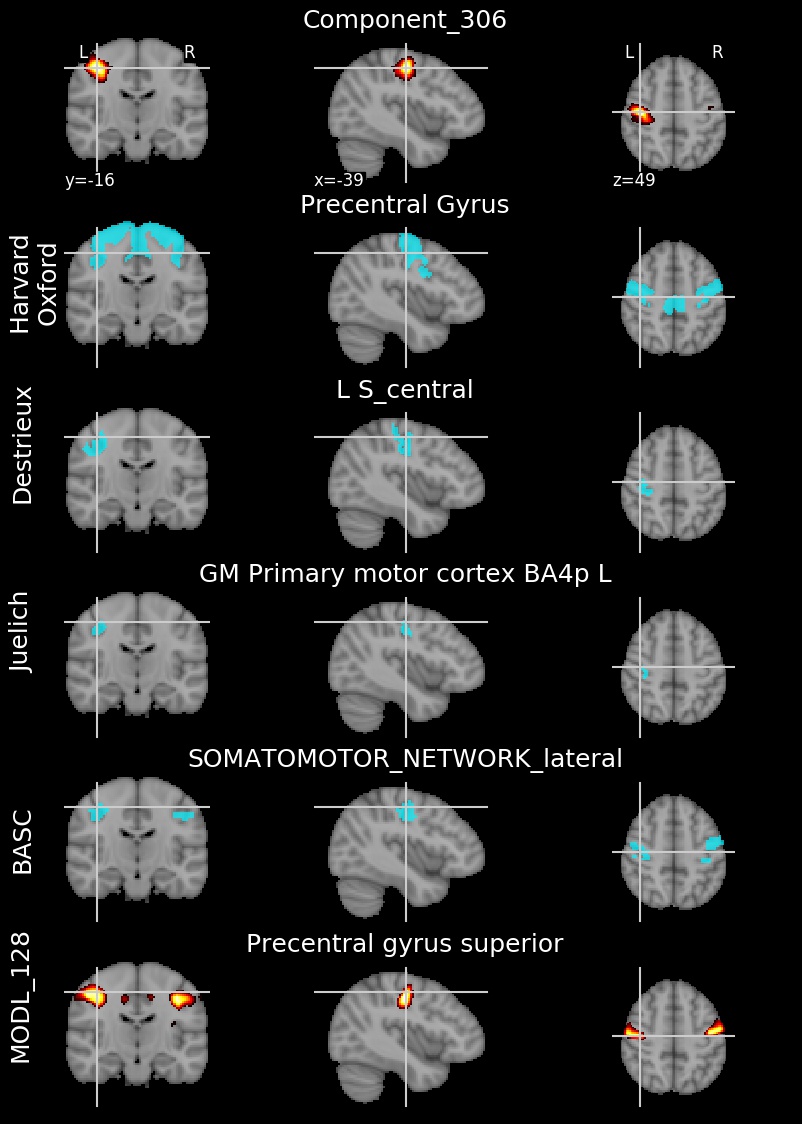 Component_306
L R
L R
y=-16
x=-39
z=49
Precentral Gyrus
Harvard
Oxford
L S_central
Destrieux
GM Primary motor cortex BA4p L
Juelich
SOMATOMOTOR_NETWORK_lateral
BASC
Precentral gyrus superior
MODL_128